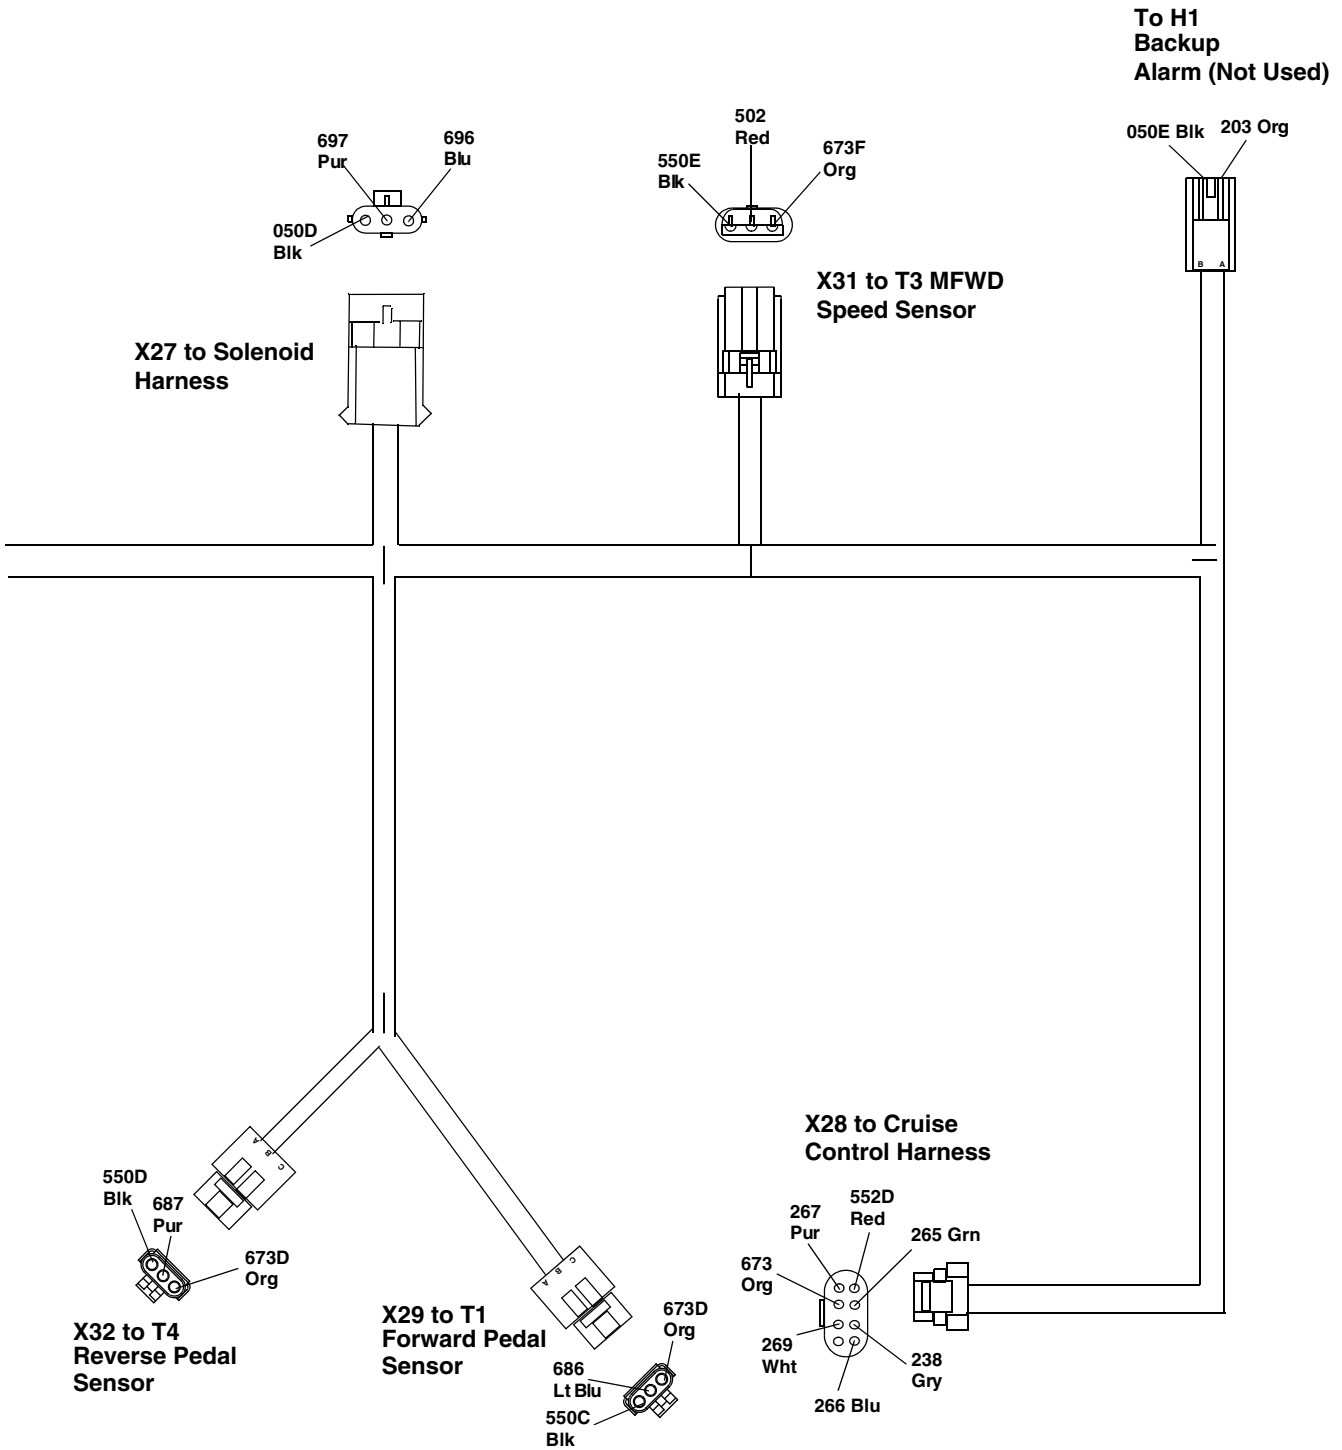 To H1
Backup
Alarm (Not Used)
050E Blk
203 Org
697
Pur
696
Blu
050D
Blk
502
Red
550E
Blk
673F
Org
B A
X31 to T3 MFWD
Speed Sensor
X27 to Solenoid
Harness
X28 to Cruise
Control Harness
A
B
C
550D
Blk
687
Pur
673D
Org
X32 to T4
Reverse Pedal
Sensor
C
B
A
X29 to T1
Forward Pedal
Sensor
673D
Org
686
Lt Blu
550C
Blk
267
Pur
552D
Red
265 Grn
673
Org
269
Wht
238
Gry
266 Blu